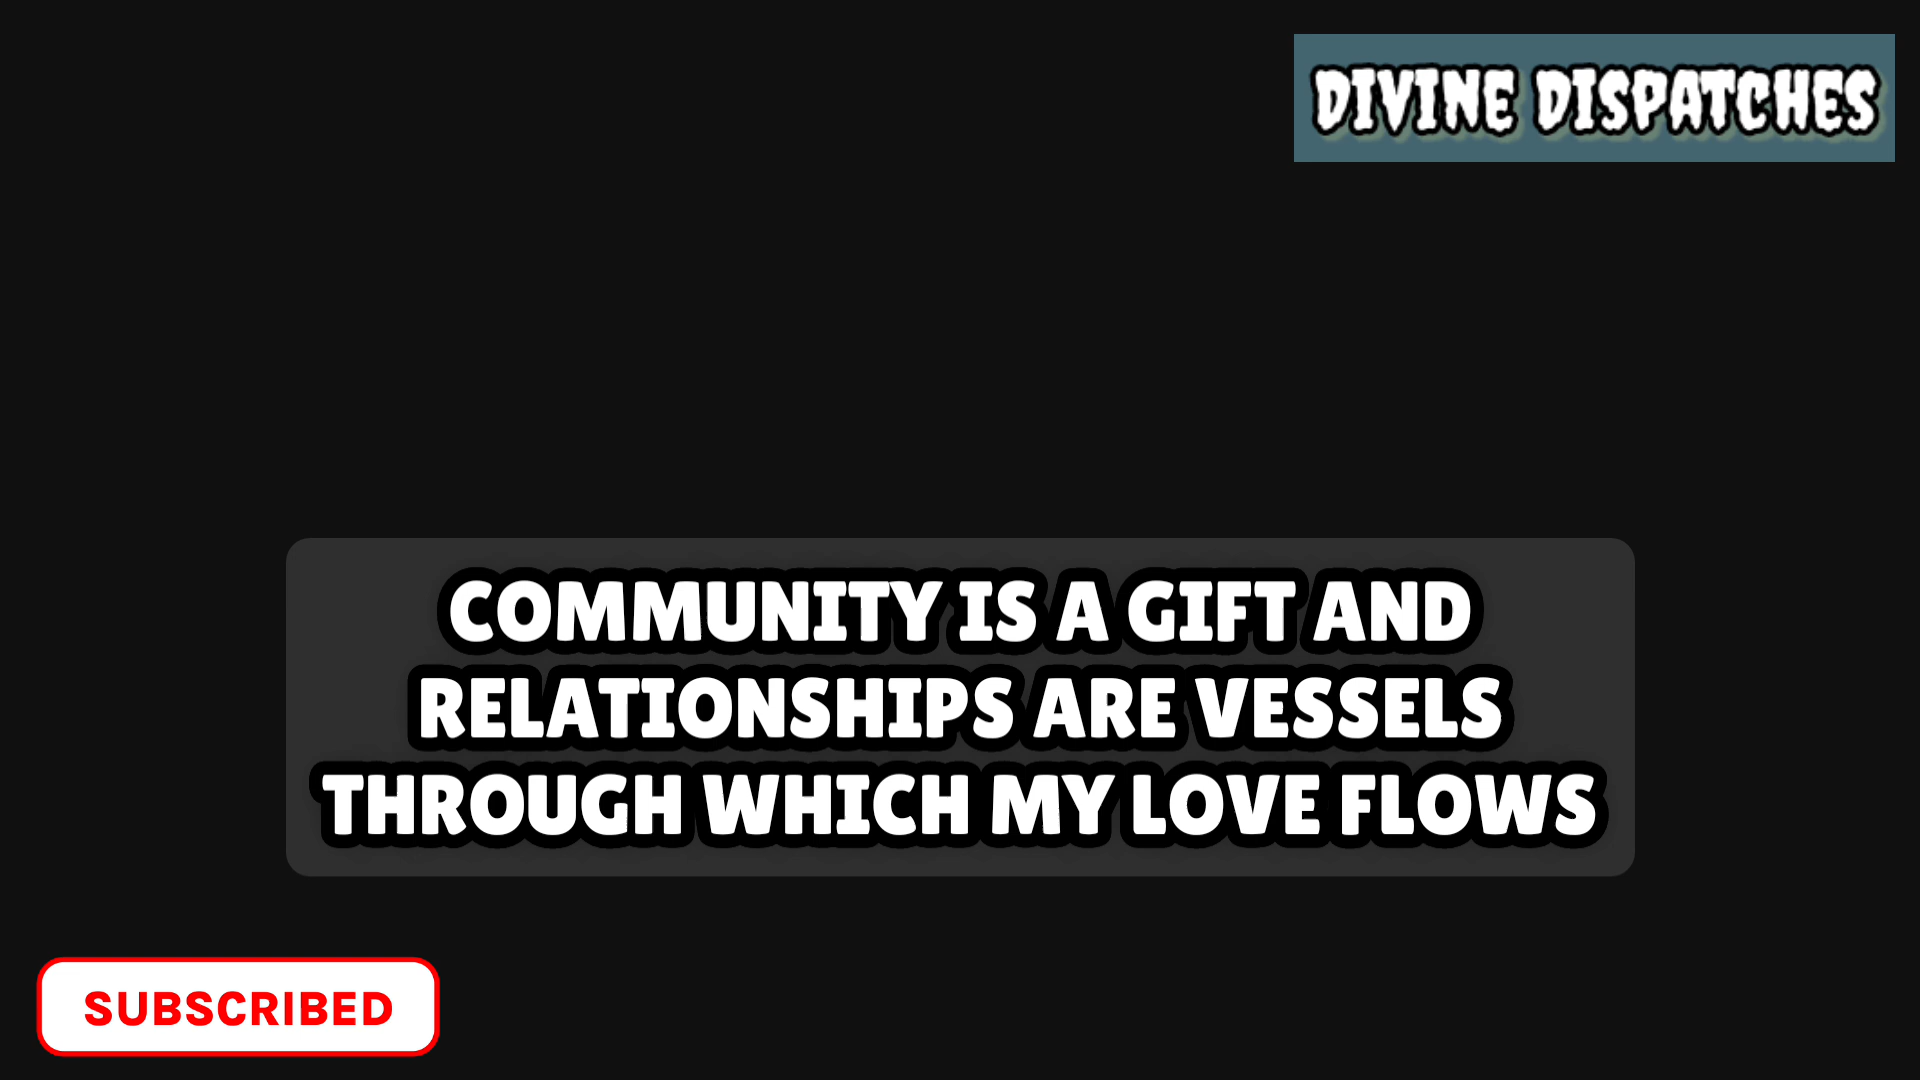 DIVINE DISPATCHES
COMMUNITY IS A GIFT AND
RELATIONSHIPS ARE VESSELS
THROUGH WHICH MY LOVE FLOWS
SUBSCRIBED